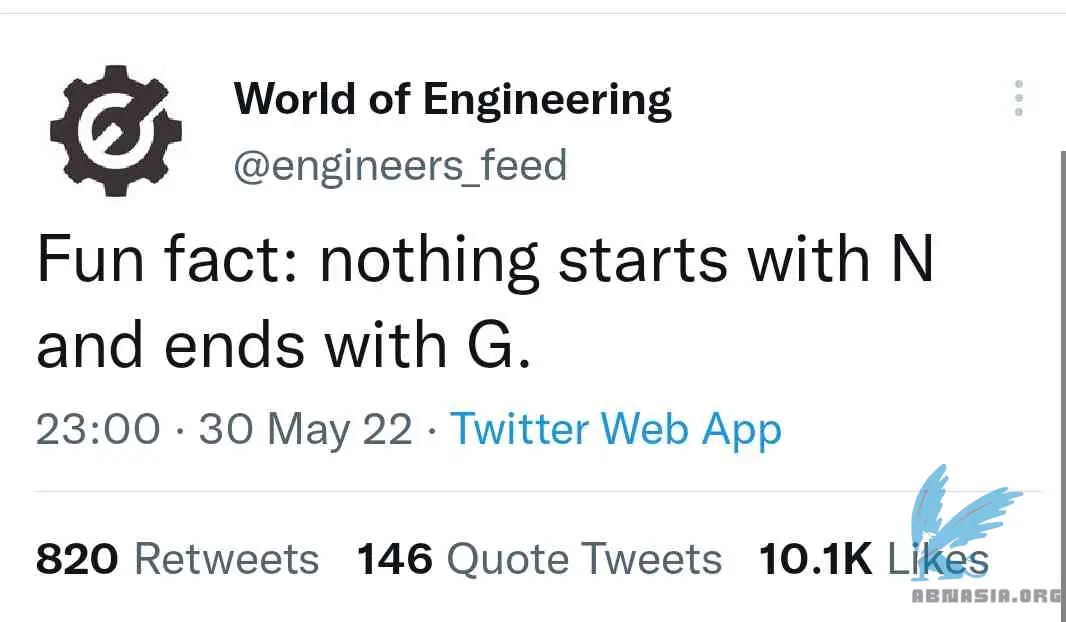 World of Engineering
@engineers_feed
Fun fact: nothing starts with N
and ends with G.
23:00 · 30 May 22 · Twitter Web App
820 Retweets 146 Quote Tweets 10.1K Likes
ABNASIA.ORG